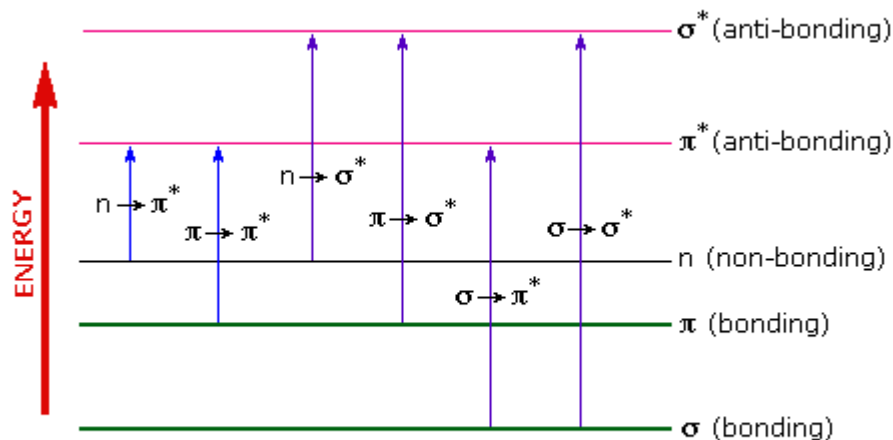 σ* (anti-bonding)
π* (anti-bonding)
n → σ*
n → π*
π → σ*
σ → σ*
π → π*
ENERGY
n (non-bonding)
σ → π*
π (bonding)
σ (bonding)